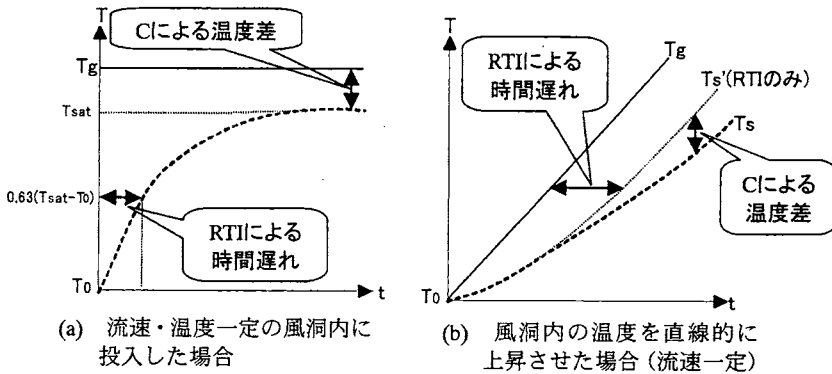 T
Cによる温度差
Tg
Tsat
0.63(Tsat-T0)
RTIによる
時間遅れ
T0
t
(a) 流速・温度一定の風洞内に
投入した場合
T
RTIによる
時間遅れ
Tg
Ts'(RTIのみ)
Ts
Cによる
温度差
T0
t
(b) 風洞内の温度を直線的に
上昇させた場合(流速一定)